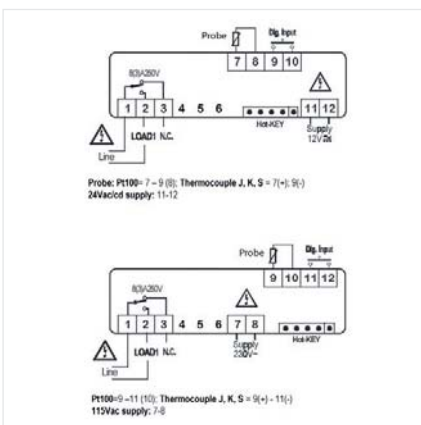 Probe
Dig. Input
7 8 9 10
8(3)A250V
1 2 3 4 5 6
11 12
LOAD1 N.C.
Hot-KEY
Supply
12V
Line
Probe: Pt100= 7 – 9 (8); Thermocouple J, K, S = 7(+); 9(-)
24Vac/cd supply: 11-12
Probe
Dig. Input
9 10 11 12
8(3)A250V
1 2 3 4 5 6 7 8
LOAD1 N.C.
Supply
230V~
Hot-KEY
Line
Pt100=9 –11 (10); Thermocouple J, K, S = 9(+) - 11(-)
115Vac supply: 7-8